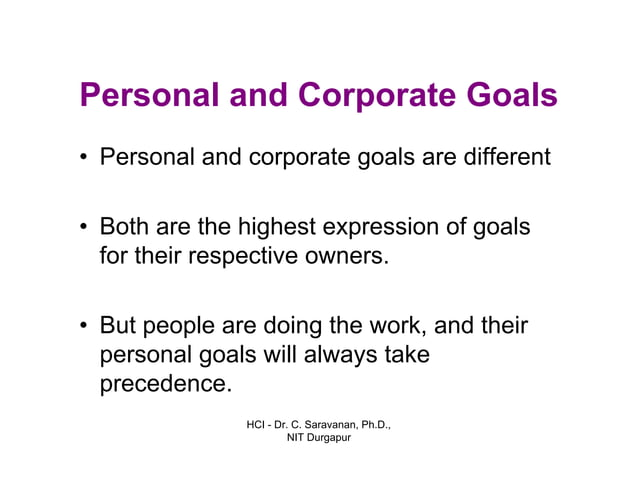 Personal and Corporate Goals
• Personal and corporate goals are different
• Both are the highest expression of goals
for their respective owners.
• But people are doing the work, and their
personal goals will always take
precedence.
HCI - Dr. C. Saravanan, Ph.D.,
NIT Durgapur